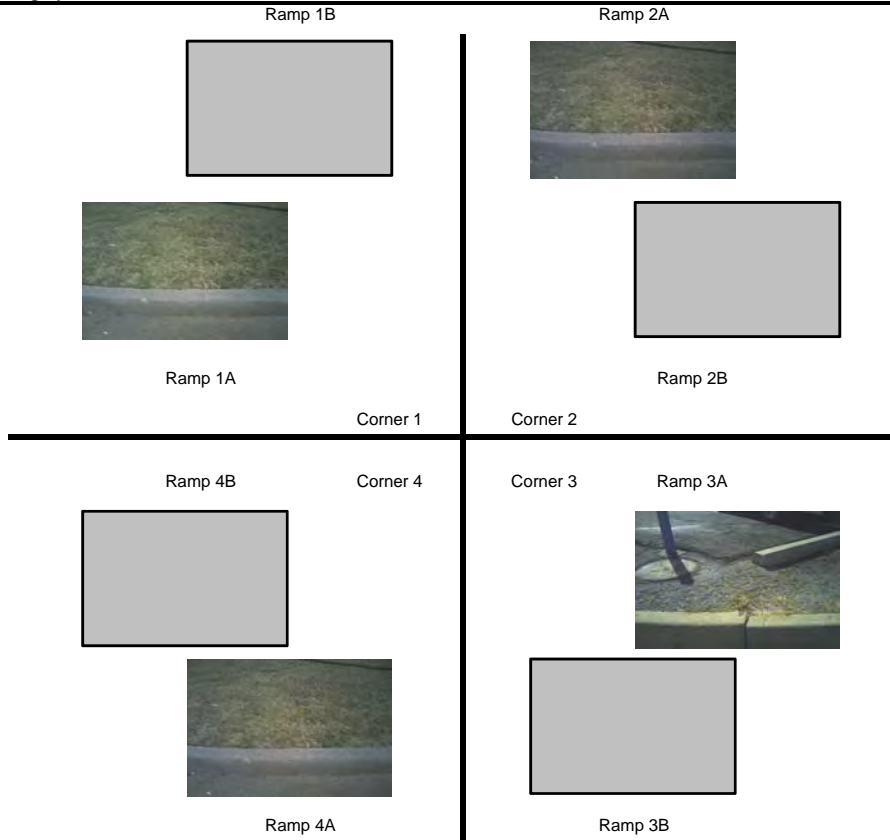 Ramp 1B
Ramp 2A
Ramp 1A
Ramp 2B
Corner 1
Corner 2
Ramp 4B
Corner 4
Corner 3
Ramp 3A
Ramp 4A
Ramp 3B